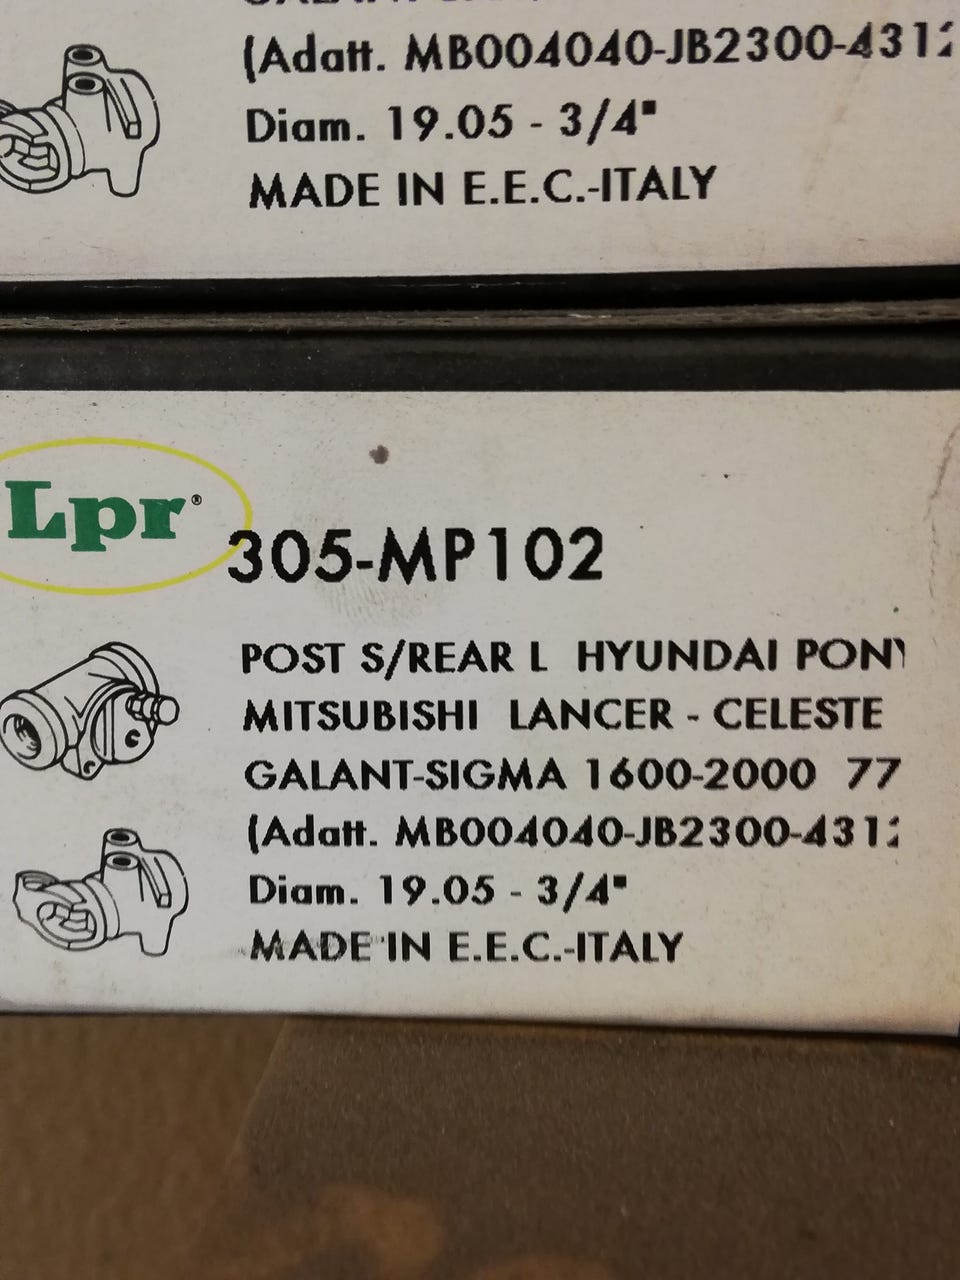 (Adatt. MB004040-JB2300-431
Diam. 19.05 - 3/4"
MADE IN E.E.C.-ITALY
Lpr®
305-MP102
POST S/REAR L HYUNDAI PONY
MITSUBISHI LANCER - CELESTE
GALANT-SIGMA 1600-2000 77
(Adatt. MB004040-JB2300-431
Diam. 19.05 - 3/4"
MADE IN E.E.C.-ITALY